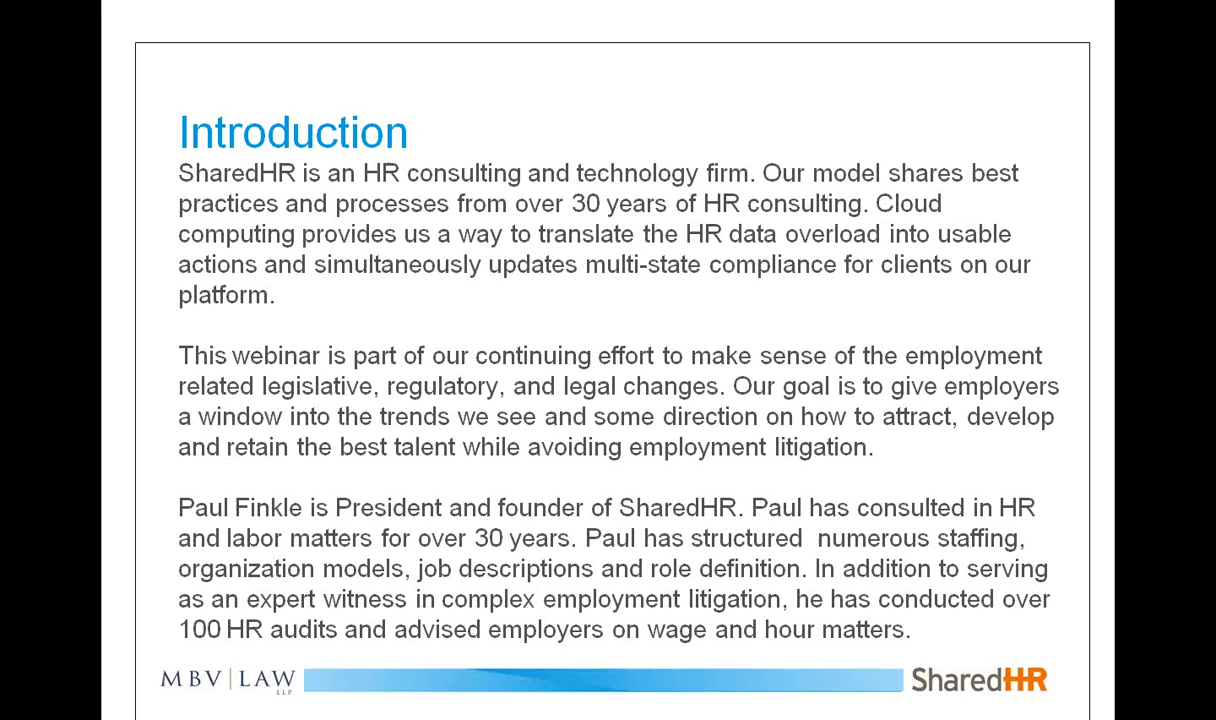 Introduction
SharedHR is an HR consulting and technology firm. Our model shares best
practices and processes from over 30 years of HR consulting. Cloud
computing provides us a way to translate the HR data overload into usable
actions and simultaneously updates multi-state compliance for clients on our
platform.
This webinar is part of our continuing effort to make sense of the employment
related legislative, regulatory, and legal changes. Our goal is to give employers
a window into the trends we see and some direction on how to attract, develop
and retain the best talent while avoiding employment litigation.
Paul Finkle is President and founder of SharedHR. Paul has consulted in HR
and labor matters for over 30 years. Paul has structured  numerous staffing,
organization models, job descriptions and role definition. In addition to serving
as an expert witness in complex employment litigation, he has conducted over
100 HR audits and advised employers on wage and hour matters.
MBV | LAW LLP SharedHR